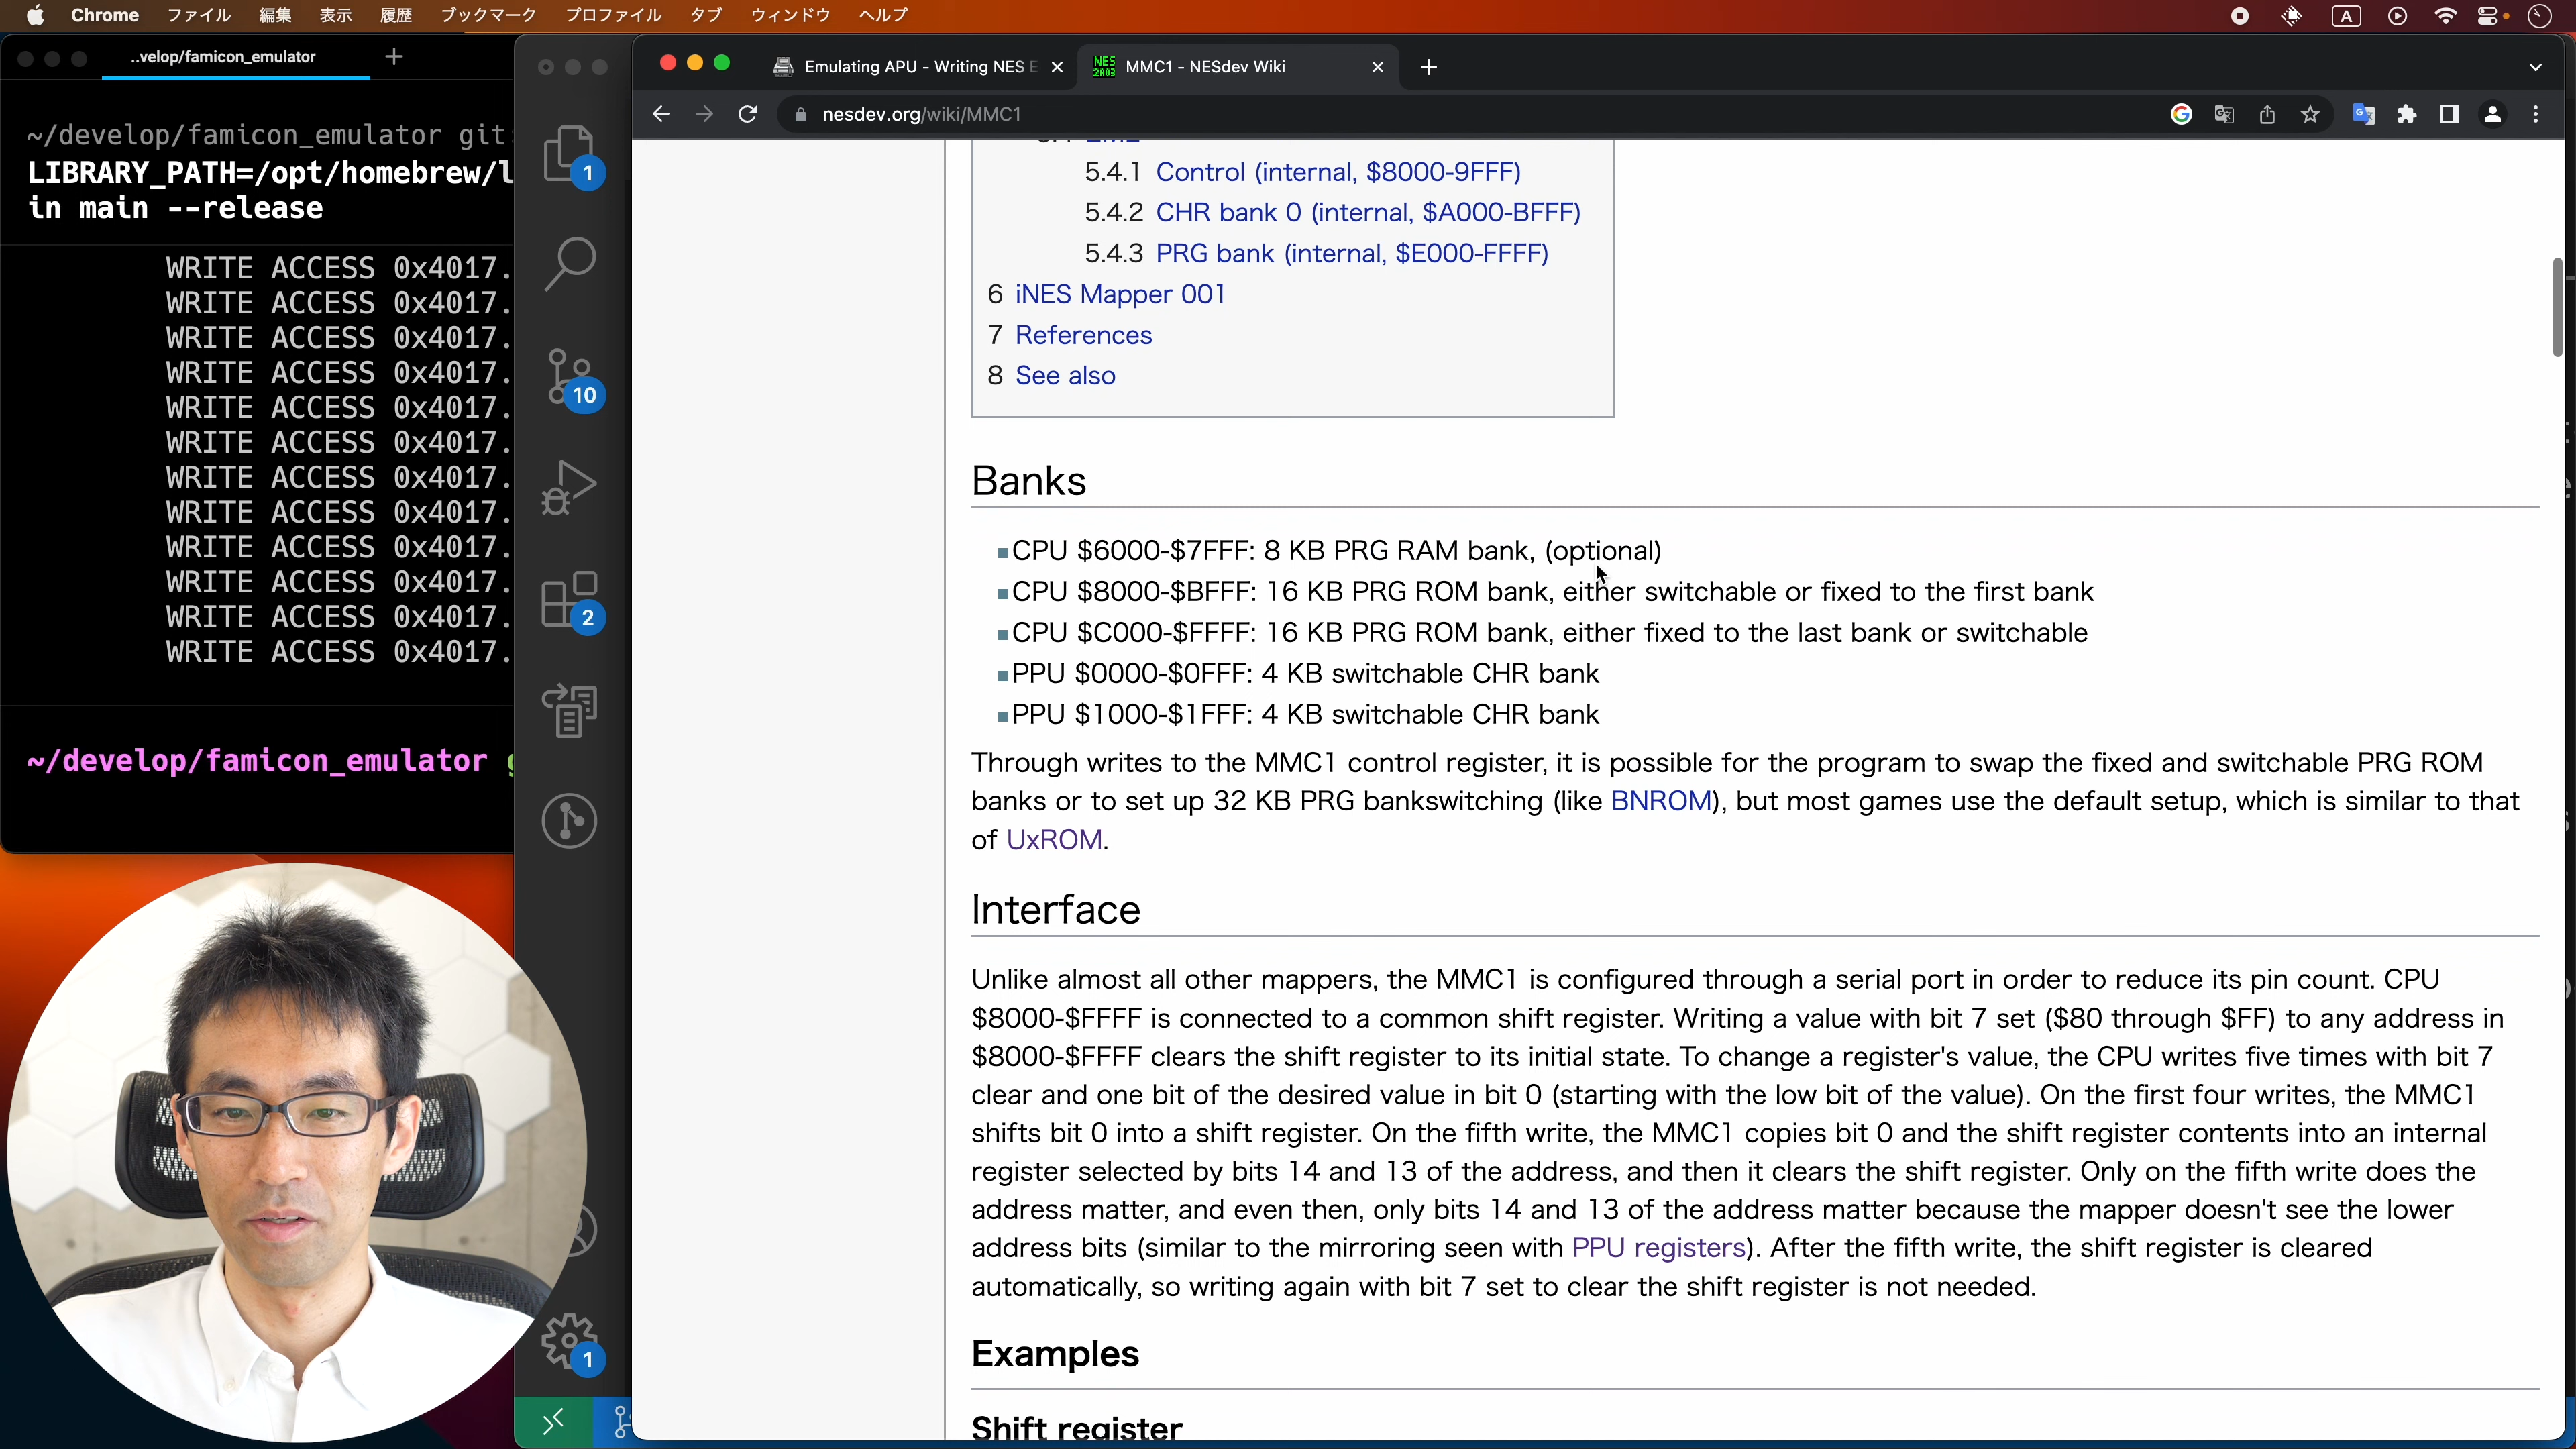 Chrome ファイル 編集 表示 履歴 ブックマーク プロファイル タブ ウィンドウ ヘルプ A
..velop/famicon_emulator +
~/develop/famicon_emulator git:
LIBRARY_PATH=/opt/homebrew/l
in main --release
WRITE ACCESS 0x4017.
WRITE ACCESS 0x4017.
WRITE ACCESS 0x4017.
WRITE ACCESS 0x4017.
WRITE ACCESS 0x4017.
WRITE ACCESS 0x4017.
WRITE ACCESS 0x4017.
WRITE ACCESS 0x4017.
WRITE ACCESS 0x4017.
WRITE ACCESS 0x4017.
WRITE ACCESS 0x4017.
WRITE ACCESS 0x4017.
~/develop/famicon_emulator g
1
10
2
1
Emulating APU - Writing NES E
NES 2A03 MMC1 - NESdev Wiki
nesdev.org/wiki/MMC1
5.4.1 Control (internal, $8000-9FFF)
5.4.2 CHR bank 0 (internal, $A000-BFFF)
5.4.3 PRG bank (internal, $E000-FFFF)
6 iNES Mapper 001
7 References
8 See also
Banks
CPU $6000-$7FFF: 8 KB PRG RAM bank, (optional)
CPU $8000-$BFFF: 16 KB PRG ROM bank, either switchable or fixed to the first bank
CPU $C000-$FFFF: 16 KB PRG ROM bank, either fixed to the last bank or switchable
PPU $0000-$0FFF: 4 KB switchable CHR bank
PPU $1000-$1FFF: 4 KB switchable CHR bank
Through writes to the MMC1 control register, it is possible for the program to swap the fixed and switchable PRG ROM
banks or to set up 32 KB PRG bankswitching (like BNROM), but most games use the default setup, which is similar to that
of UxROM.
Interface
Unlike almost all other mappers, the MMC1 is configured through a serial port in order to reduce its pin count. CPU
$8000-$FFFF is connected to a common shift register. Writing a value with bit 7 set ($80 through $FF) to any address in
$8000-$FFFF clears the shift register to its initial state. To change a register's value, the CPU writes five times with bit 7
clear and one bit of the desired value in bit 0 (starting with the low bit of the value). On the first four writes, the MMC1
shifts bit 0 into a shift register. On the fifth write, the MMC1 copies bit 0 and the shift register contents into an internal
register selected by bits 14 and 13 of the address, and then it clears the shift register. Only on the fifth write does the
address matter, and even then, only bits 14 and 13 of the address matter because the mapper doesn't see the lower
address bits (similar to the mirroring seen with PPU registers). After the fifth write, the shift register is cleared
automatically, so writing again with bit 7 set to clear the shift register is not needed.
Examples
Shift register